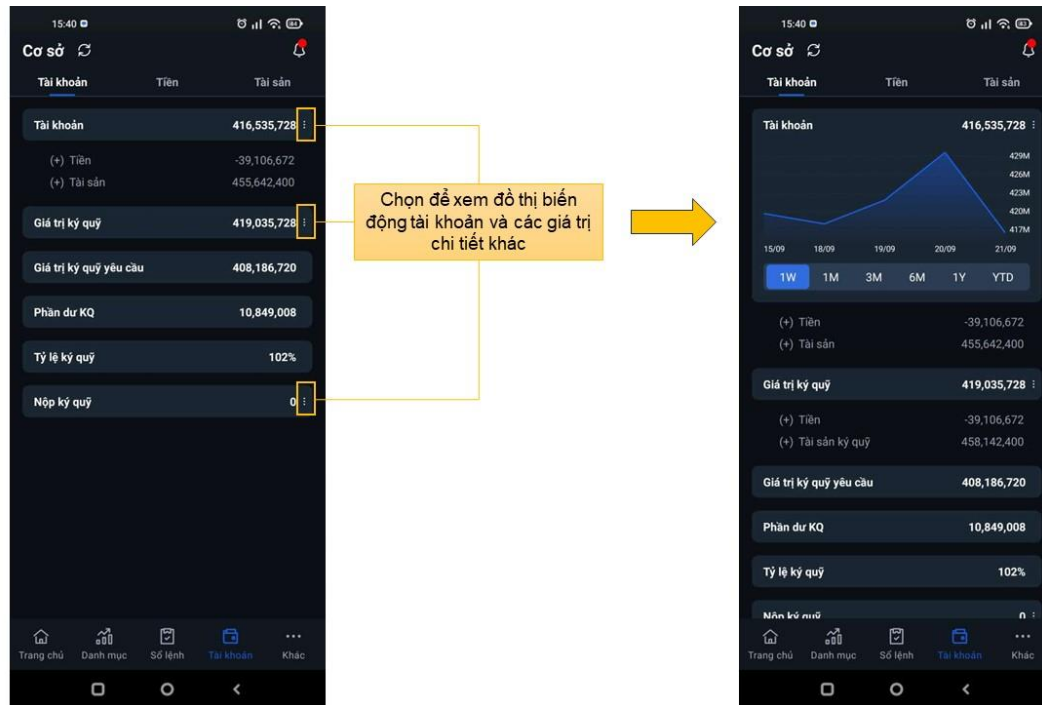 15:40
84
Cơ sở
Tài khoản Tiền Tài sản
Tài khoản 416,535,728
(+) Tiền -39,106,672
(+) Tài sản 455,642,400
Giá trị ký quỹ 419,035,728
Giá trị ký quỹ yêu cầu 408,186,720
Phần dư KQ 10,849,008
Tỷ lệ ký quỹ 102%
Nộp ký quỹ 0
Trang chủ Danh mục Sổ lệnh Tài khoản Khác
Chọn để xem đồ thị biến
động tài khoản và các giá trị
chi tiết khác
15:40
83
Cơ sở
Tài khoản Tiền Tài sản
Tài khoản 416,535,728
429M
426M
423M
420M
417M
15/09 18/09 19/09 20/09 21/09
1W 1M 3M 6M 1Y YTD
(+) Tiền -39,106,672
(+) Tài sản 455,642,400
Giá trị ký quỹ 419,035,728
(+) Tiền -39,106,672
(+) Tài sản ký quỹ 458,142,400
Giá trị ký quỹ yêu cầu 408,186,720
Phần dư KQ 10,849,008
Tỷ lệ ký quỹ 102%
Nộp ký quỹ 0
Trang chủ Danh mục Sổ lệnh Tài khoản Khác